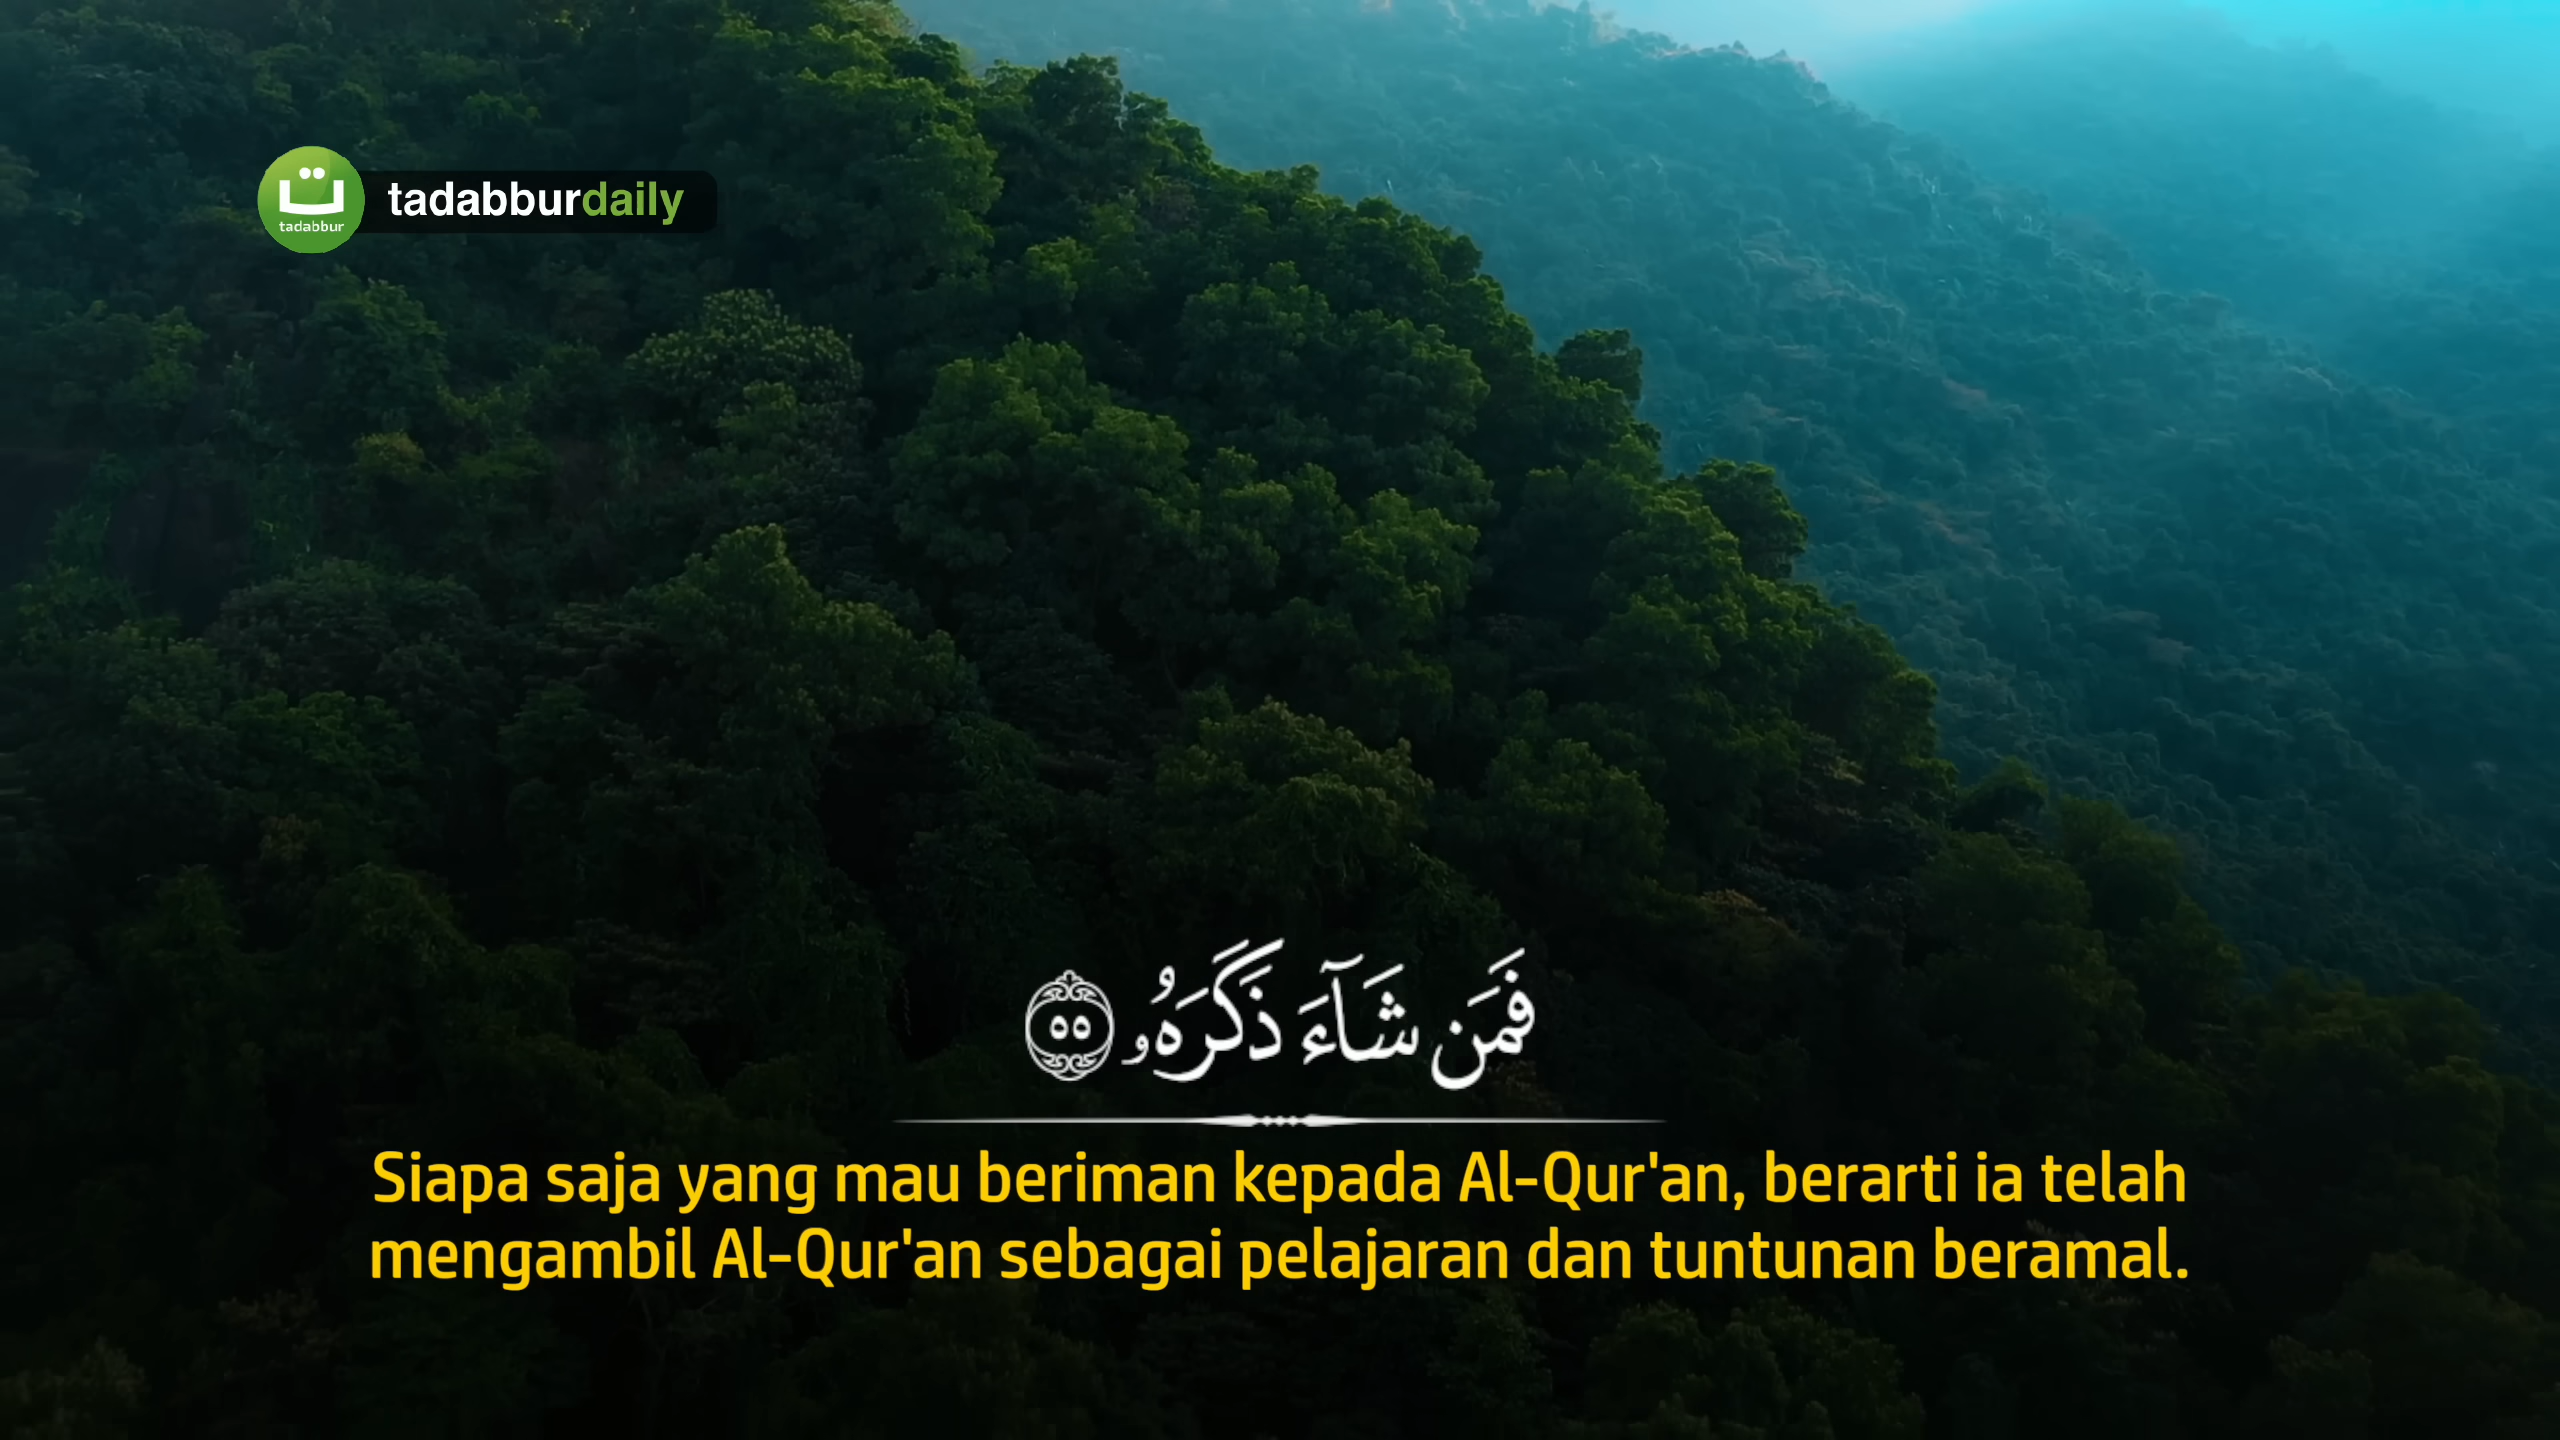 ت
tadabbur
tadabburdaily
فَمَن شَآءَ ذَكَرَهُۥ ٥٥
Siapa saja yang mau beriman kepada Al-Qur'an, berarti ia telah
mengambil Al-Qur'an sebagai pelajaran dan tuntunan beramal.